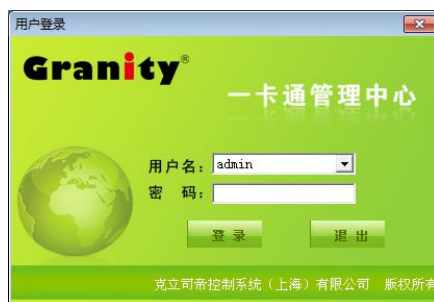 用户登录
Granity®
一卡通管理中心
用户名: admin
密 码:
登 录 退 出
克立司帝控制系统（上海）有限公司 版权所有